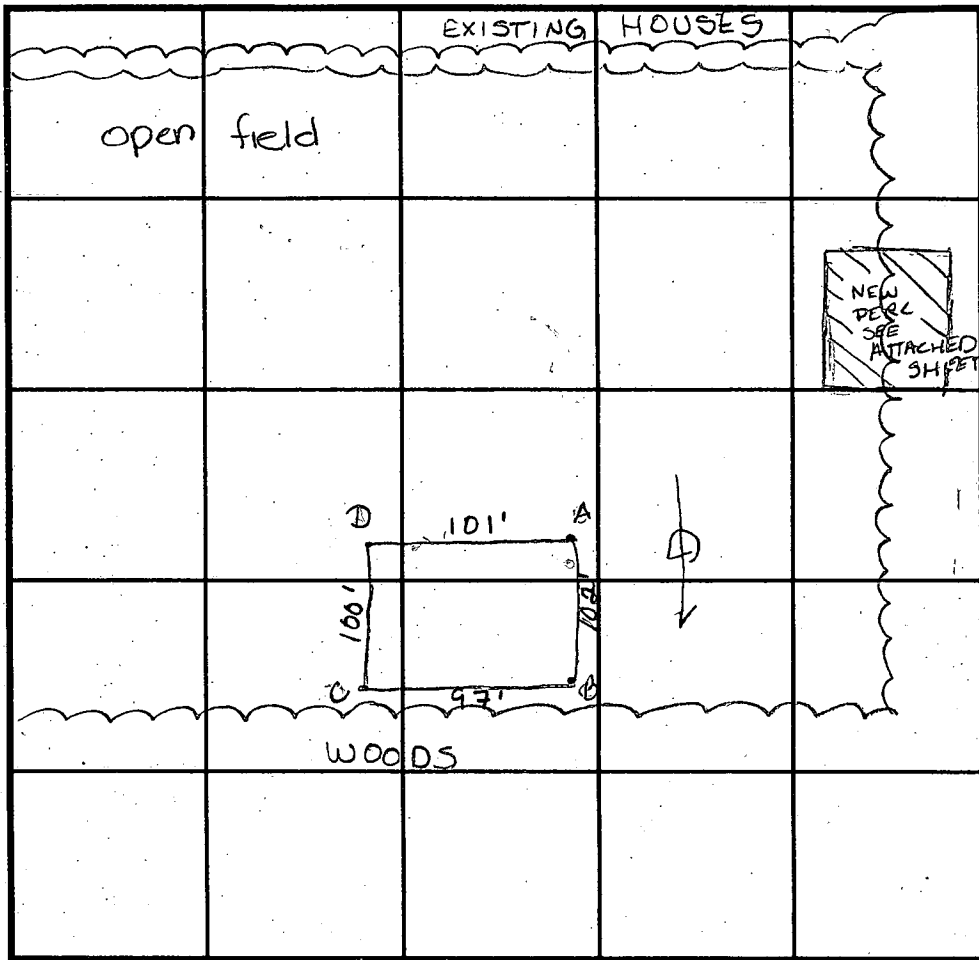 EXISTING HOUSES
open field
NEW
PERC
SEE
ATTACHED
SHEET
D
101'
A
100'
102'
C
97'
B
WOODS